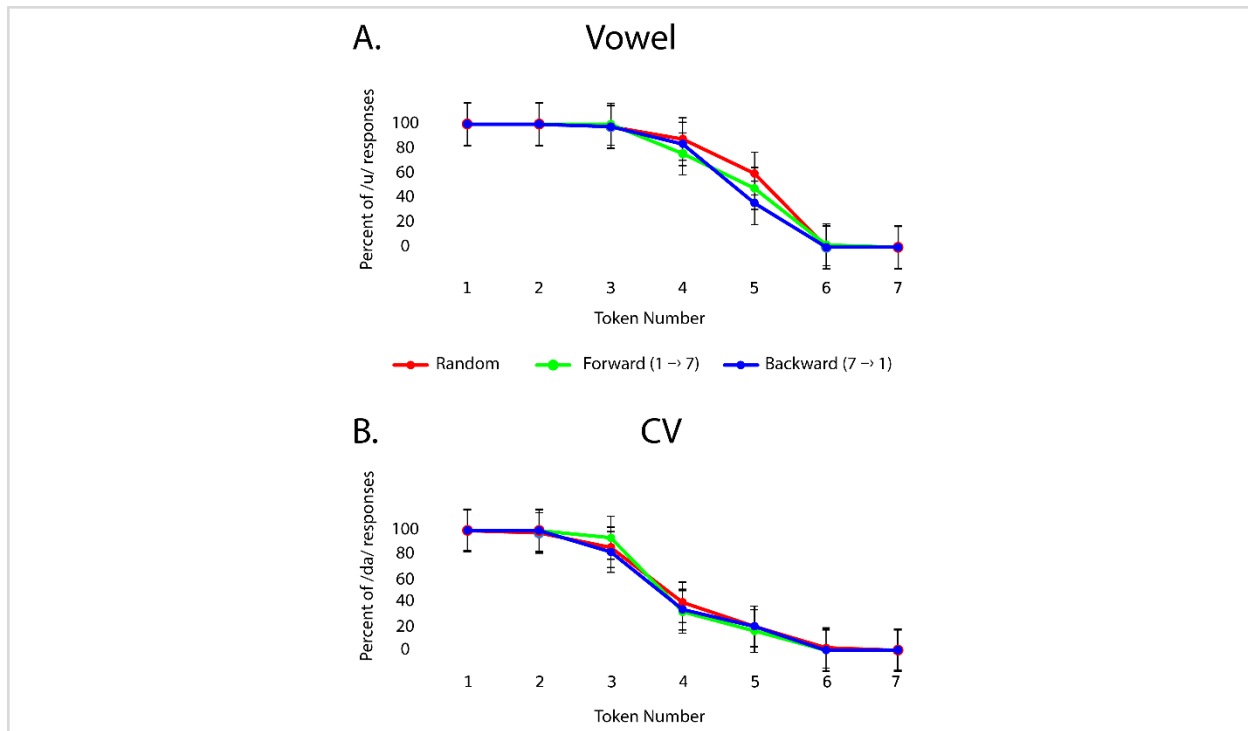 A. Vowel
Percent of /u/ responses
100
80
60
40
20
0
1 2 3 4 5 6 7
Token Number
Random Forward (1 → 7) Backward (7 → 1)
B. CV
Percent of /da/ responses
100
80
60
40
20
0
1 2 3 4 5 6 7
Token Number